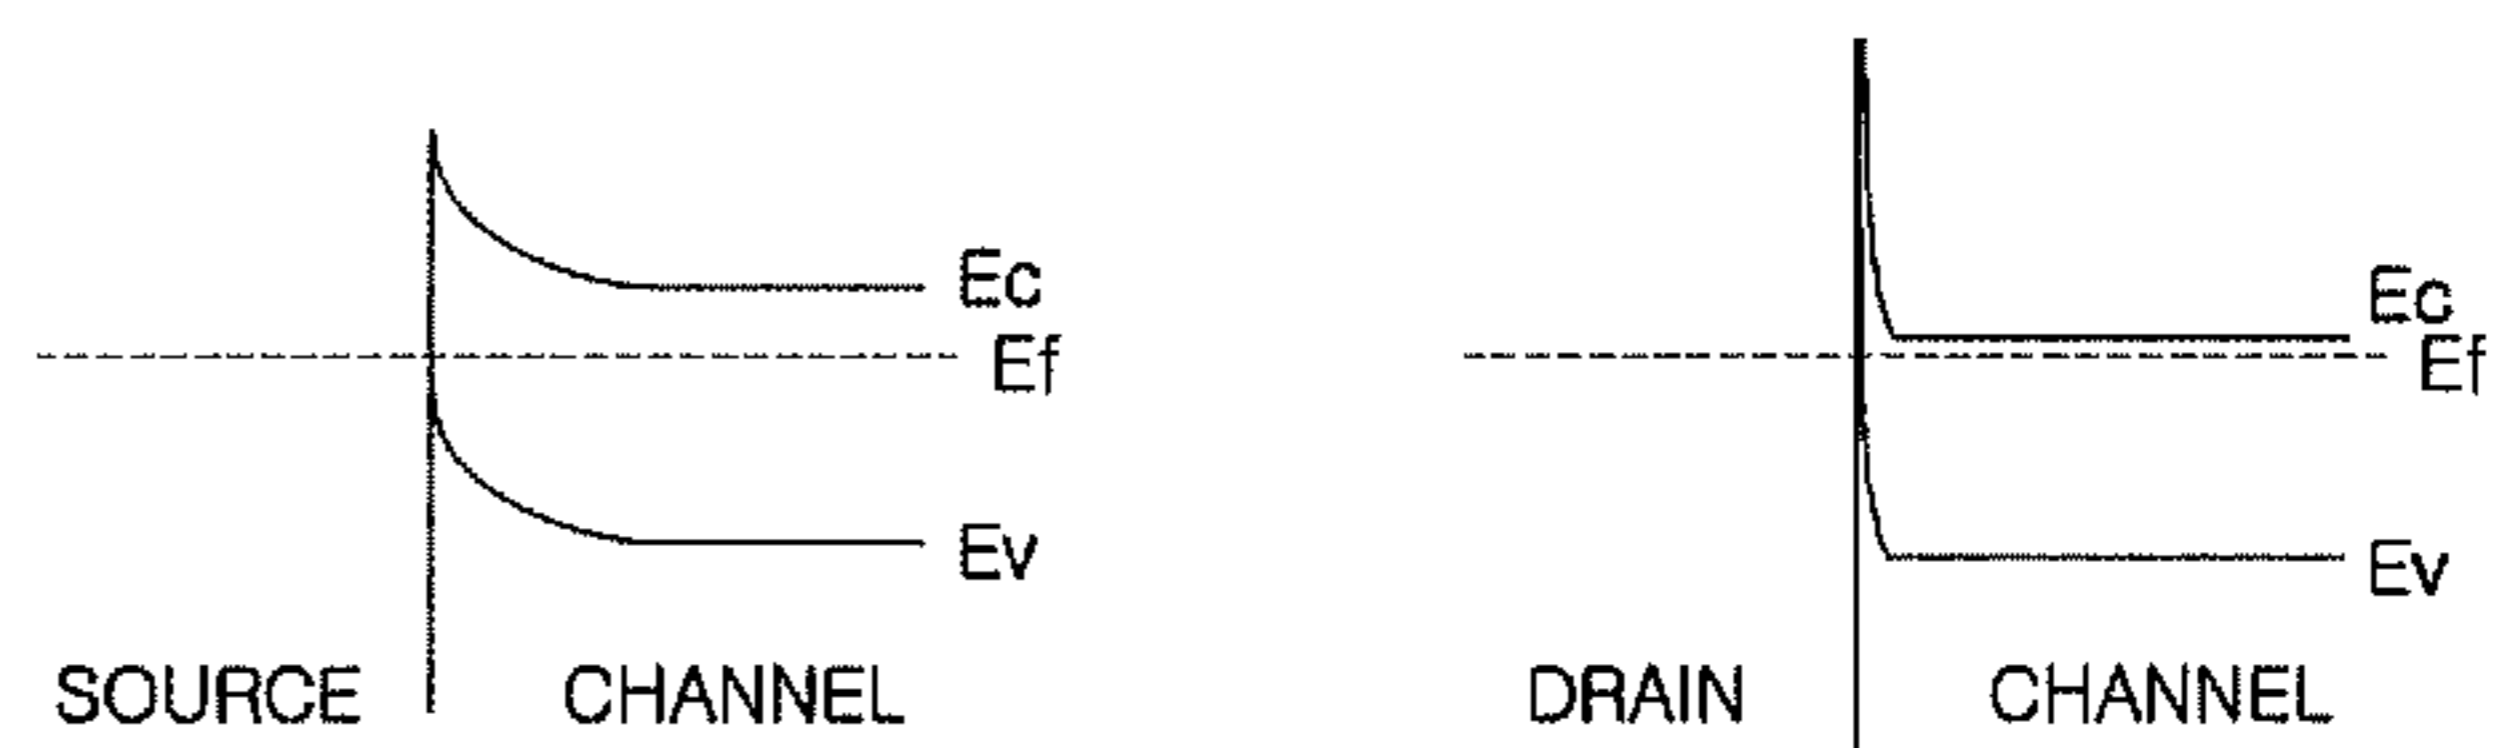 Ec
Ef
Ev
SOURCE CHANNEL
Ec
Ef
Ev
DRAIN CHANNEL